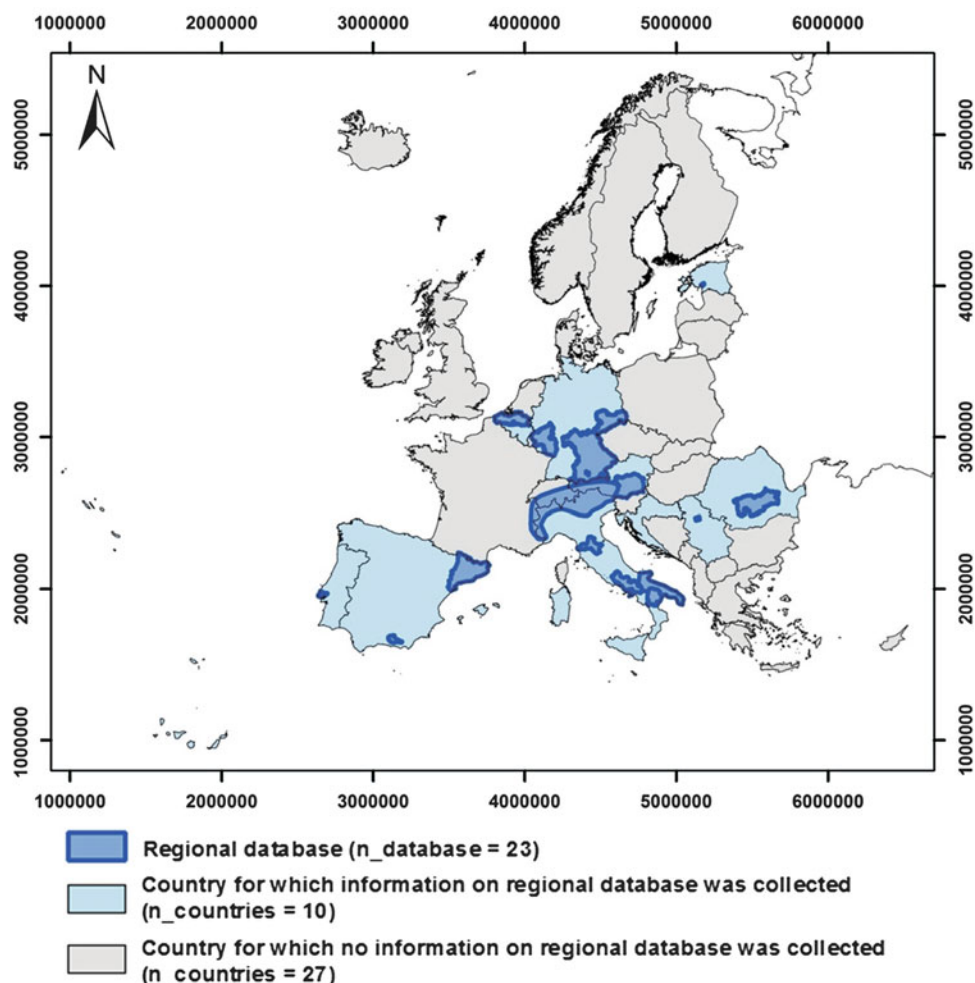 1000000 2000000 3000000 4000000 5000000 6000000
N
5000000 5000000
4000000 4000000
3000000 3000000
2000000 2000000
1000000 1000000
1000000 2000000 3000000 4000000 5000000 6000000
Regional database (n_database = 23)
Country for which information on regional database was collected
(n_countries = 10)
Country for which no information on regional database was collected
(n_countries = 27)